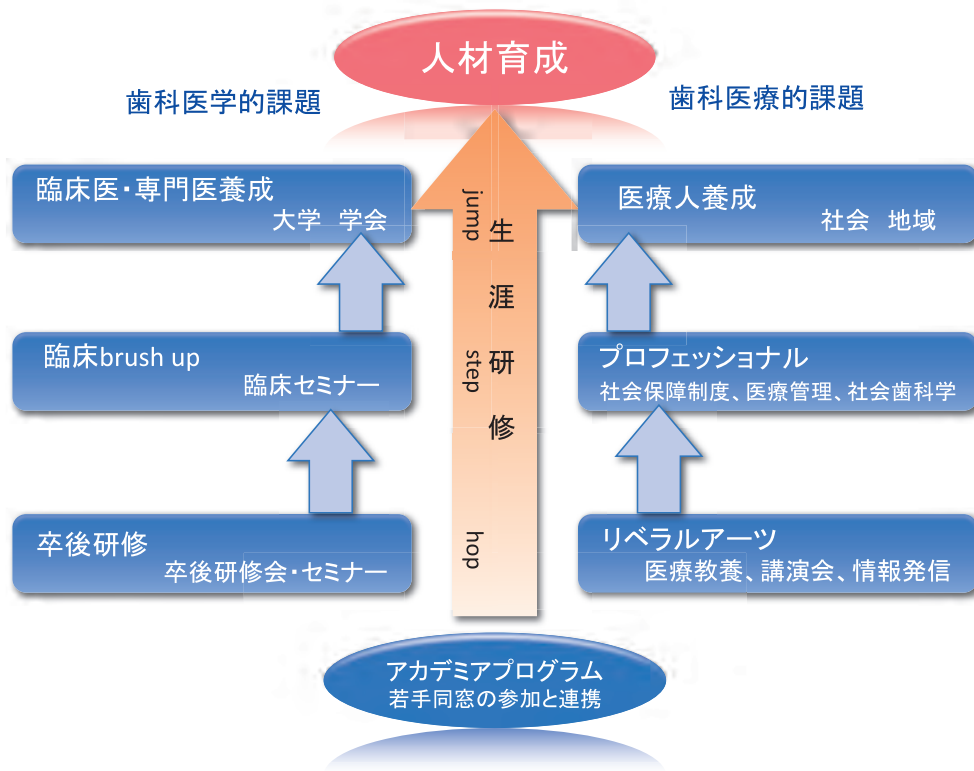 人材育成
歯科医学的課題
歯科医療的課題
臨床医・専門医養成
大学 学会
臨床brush up
臨床セミナー
卒後研修
卒後研修会・セミナー
jump
step
hop
生涯研修
医療人養成
社会 地域
プロフェッショナル
社会保障制度、医療管理、社会歯科学
リベラルアーツ
医療教養、講演会、情報発信
アカデミアプログラム
若手同窓の参加と連携